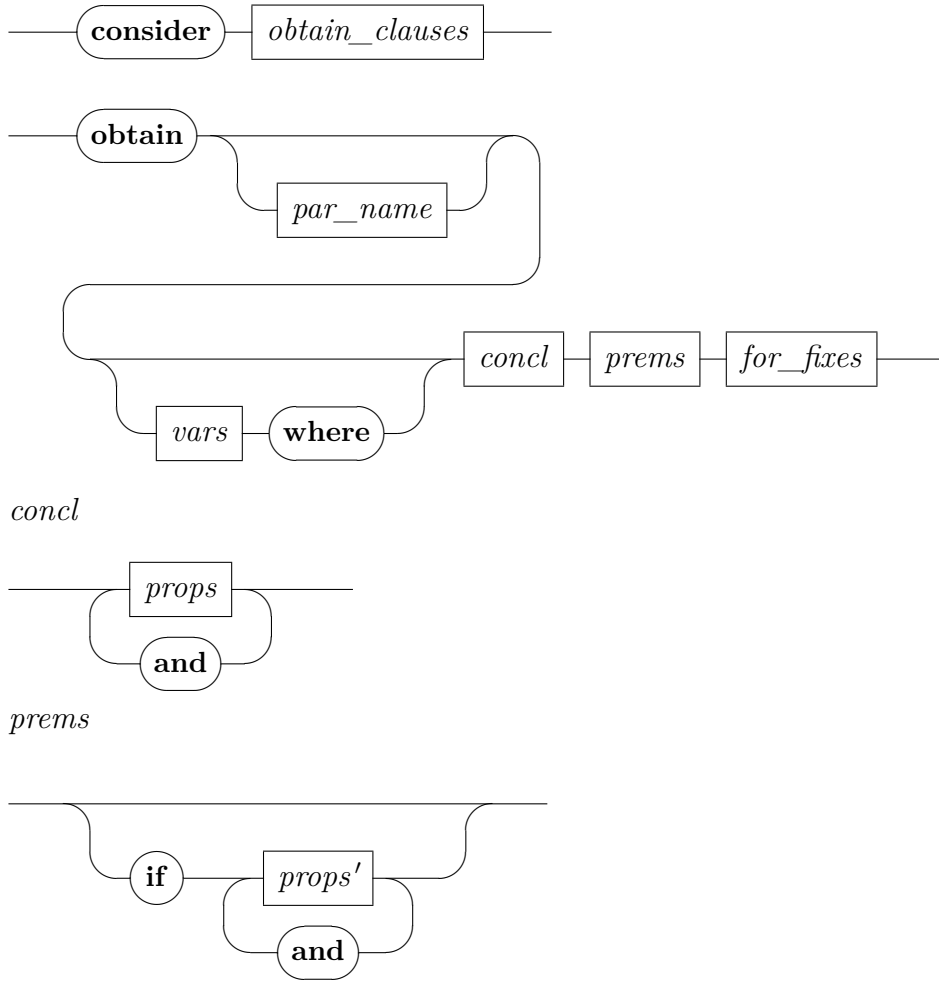 consider obtain_clauses
obtain
par_name
concl prems for_fixes
vars where
concl
props
and
prems
if props′
and